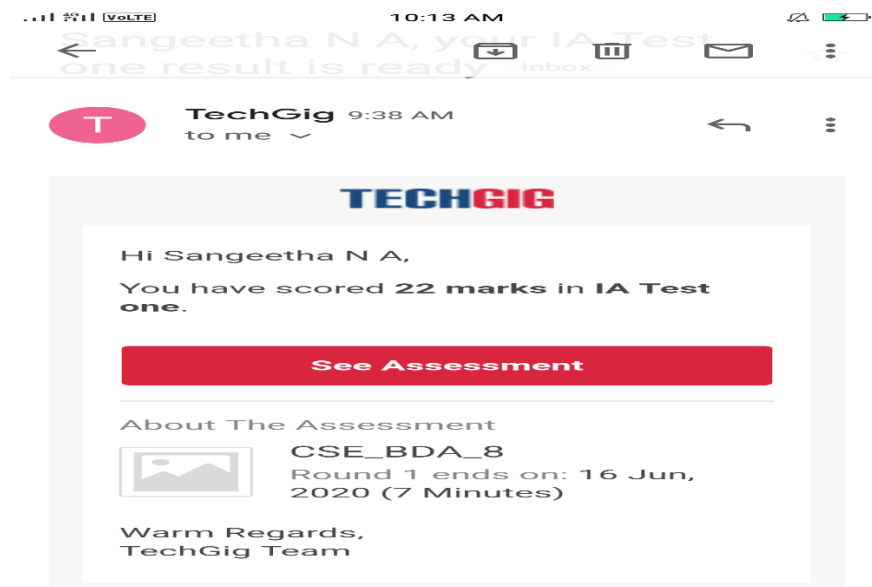 4G VoLTE 10:13 AM
Sangeetha N A, your IA Test
one result is ready Inbox
T
TechGig 9:38 AM
to me
TECHGIG
Hi Sangeetha N A,
You have scored 22 marks in IA Test
one.
See Assessment
About The Assessment
CSE_BDA_8
Round 1 ends on: 16 Jun,
2020 (7 Minutes)
Warm Regards,
TechGig Team